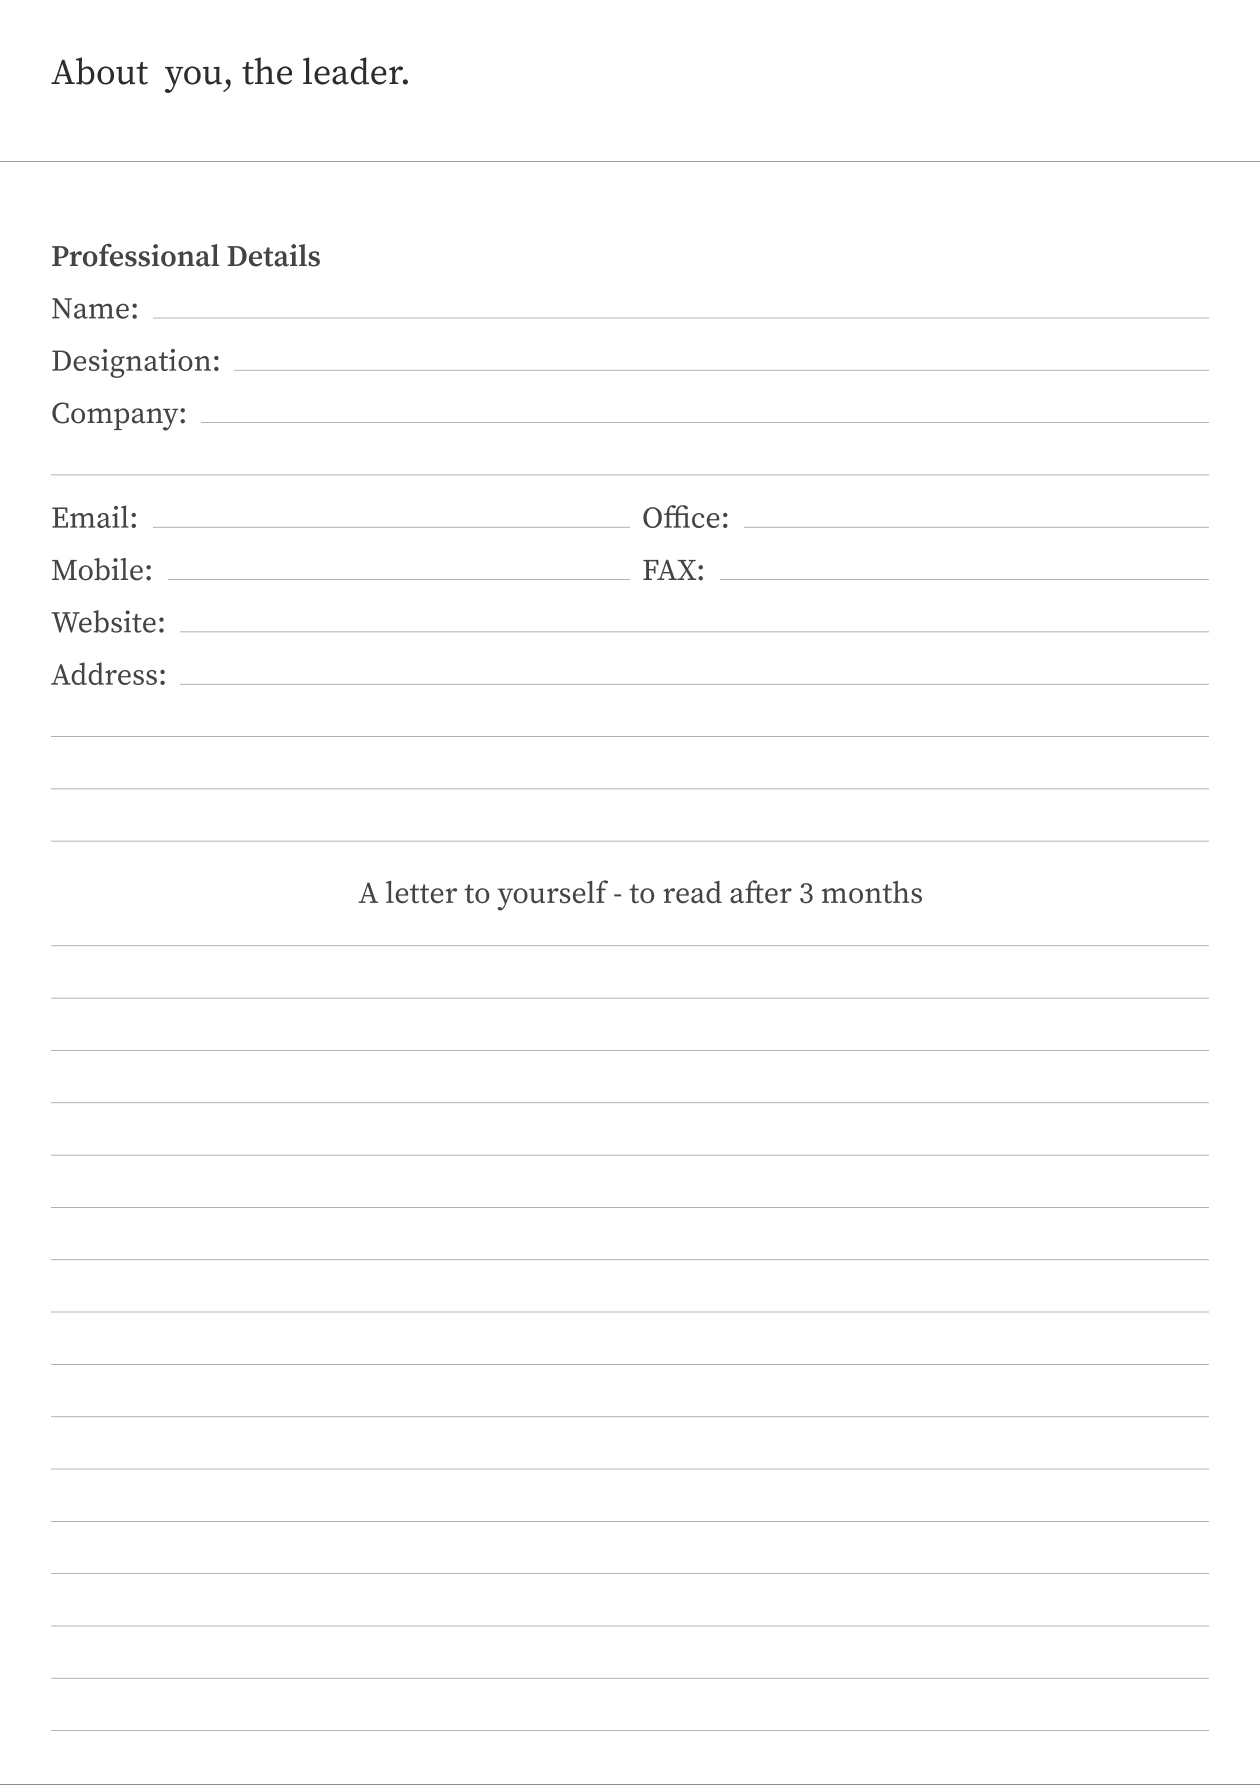 About  you, the leader.
Professional Details
Name:
Designation:
Company:
Email: Office:
Mobile: FAX:
Website:
Address:
A letter to yourself - to read after 3 months